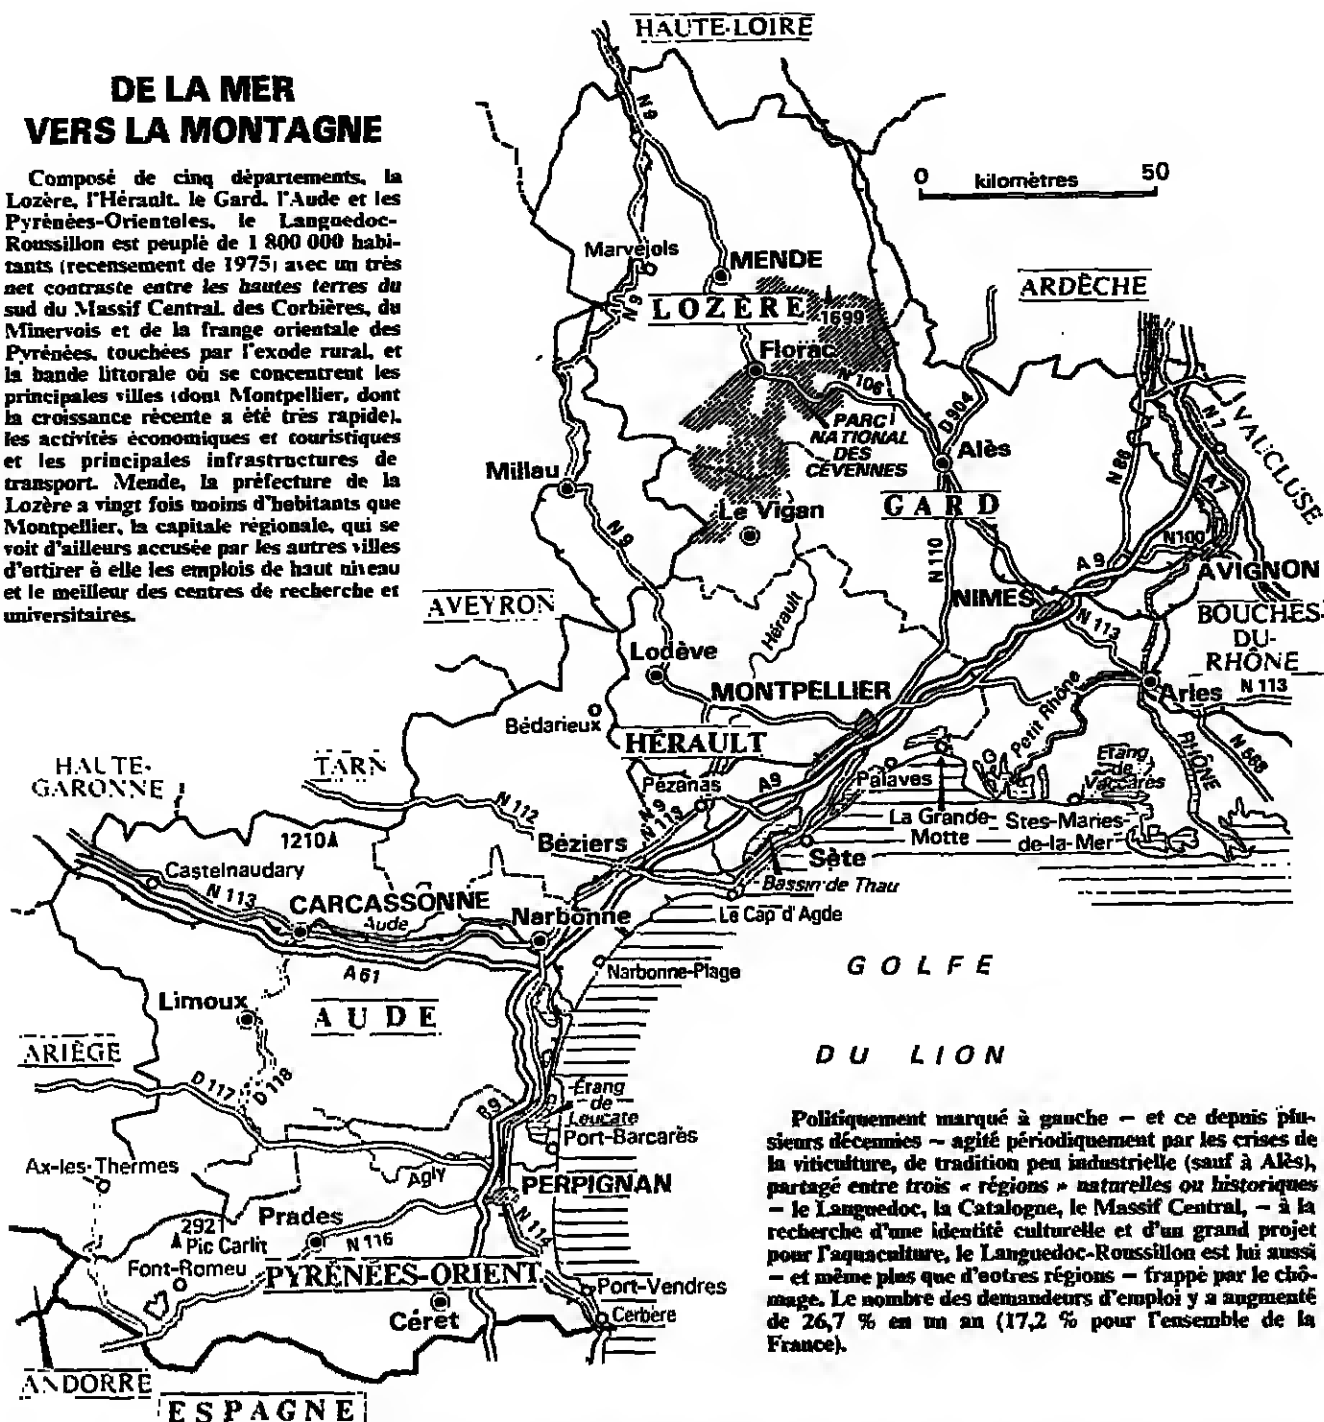 DE LA MER
VERS LA MONTAGNE
Composé de cinq départements, la
Lozère, l'Hérault, le Gard, l'Aude et les
Pyrénées-Orientales, le Languedoc-
Roussillon est peuplé de 1 800 000 habi-
tants (recensement de 1975) avec un très
net contraste entre les hautes terres du
sud du Massif Central, des Corbières, du
Minervois et de la frange orientale des
Pyrénées, touchées par l'exode rural, et
la bande littorale où se concentrent les
principales villes (dont Montpellier, dont
la croissance récente a été très rapide),
les activités économiques et touristiques
et les principales infrastructures de
transport. Mende, la préfecture de la
Lozère a vingt fois moins d'habitants que
Montpellier, la capitale régionale, qui se
voit d'ailleurs accusée par les autres villes
d'attirer à elle les emplois de haut niveau
et le meilleur des centres de recherche et
universitaires.
HAUTE-LOIRE
N 9
0 50
kilomètres
Marvejols
MENDE
ARDÈCHE
LOZÈRE
1699
N 9
Florac
N 106
D 904
PARC
NATIONAL
DES
CÉVENNES
Alès
N 86
N 7
VAUCLUSE
A 7
Millau
GARD
Le Vigan
N 9
N 110
N 100
A 9
AVIGNON
AVEYRON
NIMES
N 113
BOUCHES-
DU-
RHÔNE
Hérault
Lodève
MONTPELLIER
Arles
N 113
Petit Rhône
RHÔNE
N 568
Bédarieux
HÉRAULT
HAUTE-
GARONNE
TARN
Pézanas
A9
Palaves
Etang
de
Vaccarès
N 112
N 9
N 113
La Grande-
Motte
Stes-Maries-
de-la-Mer
1210
Béziers
Sète
Castelnaudary
Bassin de Thau
N 113
CARCASSÔNNE
Aude
Narbonne
Le Cap d'Agde
A 61
Narbonne-Plage
GOLFE
DU LION
Limoux
AUDE
ARIÈGE
D 117
D 118
B9
Étang
de
Leucate
Port-Barcarès
Ax-les-Thermes
Agly
PERPIGNAN
2921
Pic Carlit
Prades
N 116
N 114
Font-Romeu
PYRÉNÉES-ORIENT.
Port-Vendres
Céret
Cerbère
ANDORRE
ESPAGNE
Politiquement marqué à gauche – et ce depuis plu-
sieurs décennies – agité périodiquement par les crises de
la viticulture, de tradition peu industrielle (sauf à Alès),
partagé entre trois « régions » naturelles ou historiques
– le Languedoc, la Catalogne, le Massif Central, – à la
recherche d'une identité culturelle et d'un grand projet
pour l'aquaculture, le Languedoc-Roussillon est lui aussi
– et même plus que d'autres régions – frappé par le chô-
mage. Le nombre des demandeurs d'emploi y a augmenté
de 26,7 % en un an (17,2 % pour l'ensemble de la
France).